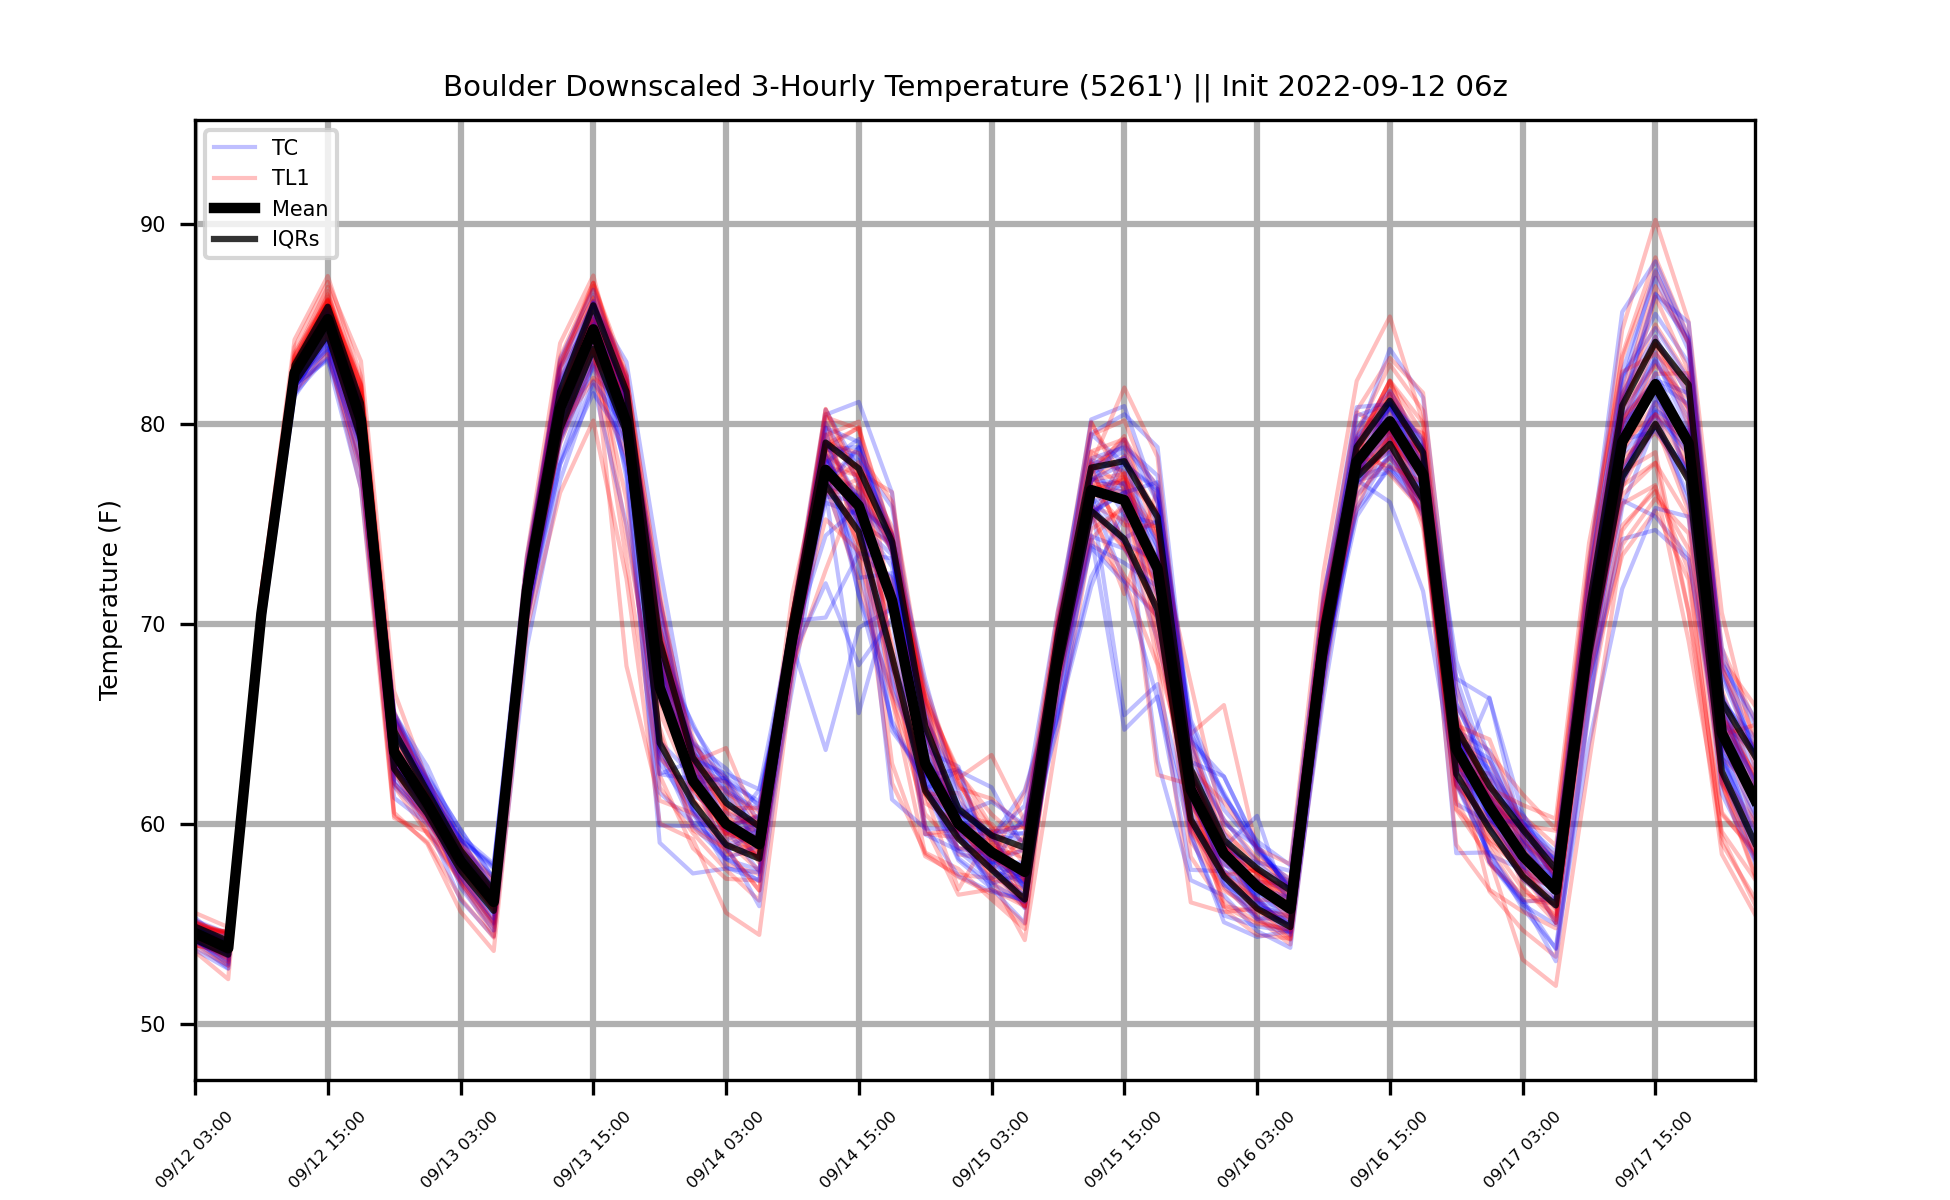 Boulder Downscaled 3-Hourly Temperature (5261') || Init 2022-09-12 06z
TC
TL1
Mean
IQRs
Temperature (F)
90
80
70
60
50
09/12 03:00
09/12 15:00
09/13 03:00
09/13 15:00
09/14 03:00
09/14 15:00
09/15 03:00
09/15 15:00
09/16 03:00
09/16 15:00
09/17 03:00
09/17 15:00